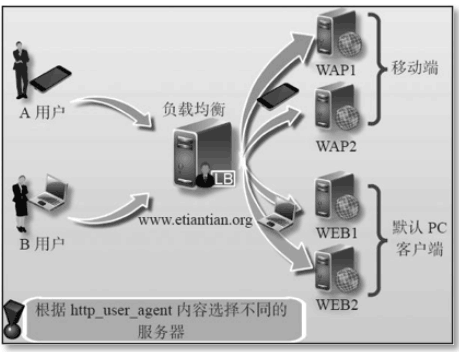 WAP1
移动端
A 用户
负载均衡
WAP2
LB
www.etiantian.org
B 用户
WEB1
默认 PC
客户端
WEB2
根据 http_user_agent 内容选择不同的
服务器